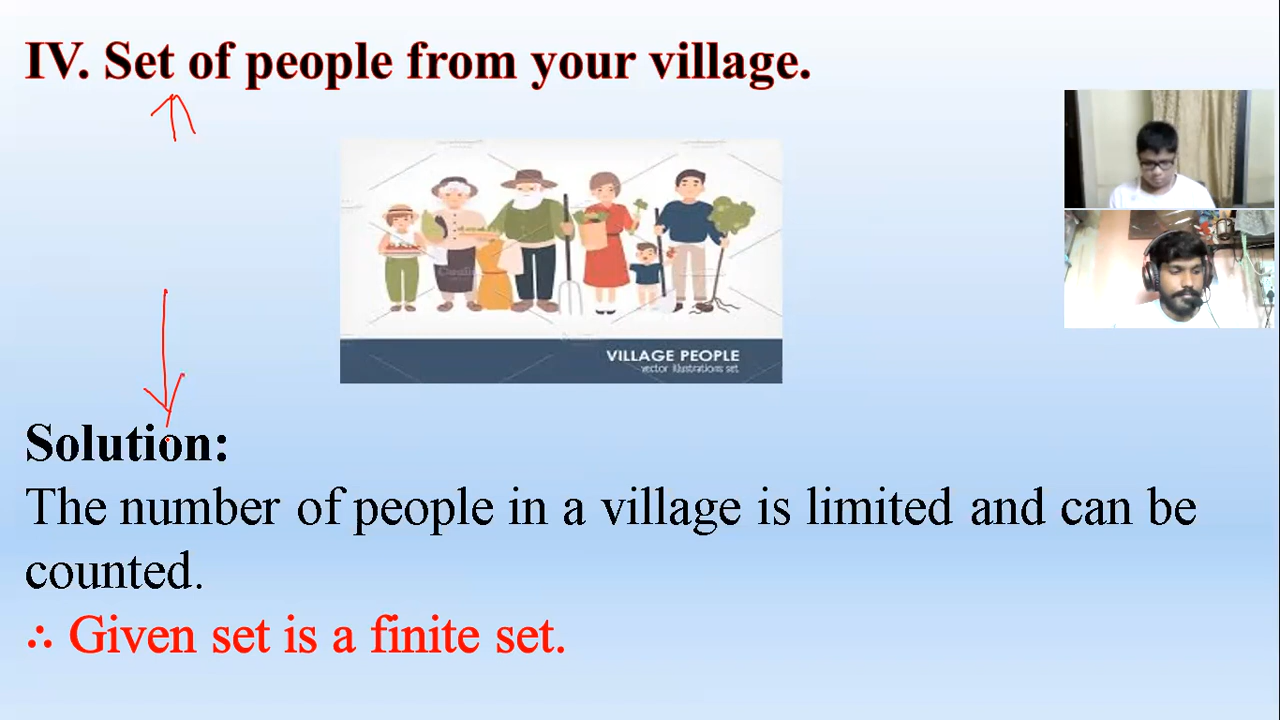 IV. Set of people from your village.
VILLAGE PEOPLE
vector illustrations set
Solution:
The number of people in a village is limited and can be
counted.
∴ Given set is a finite set.